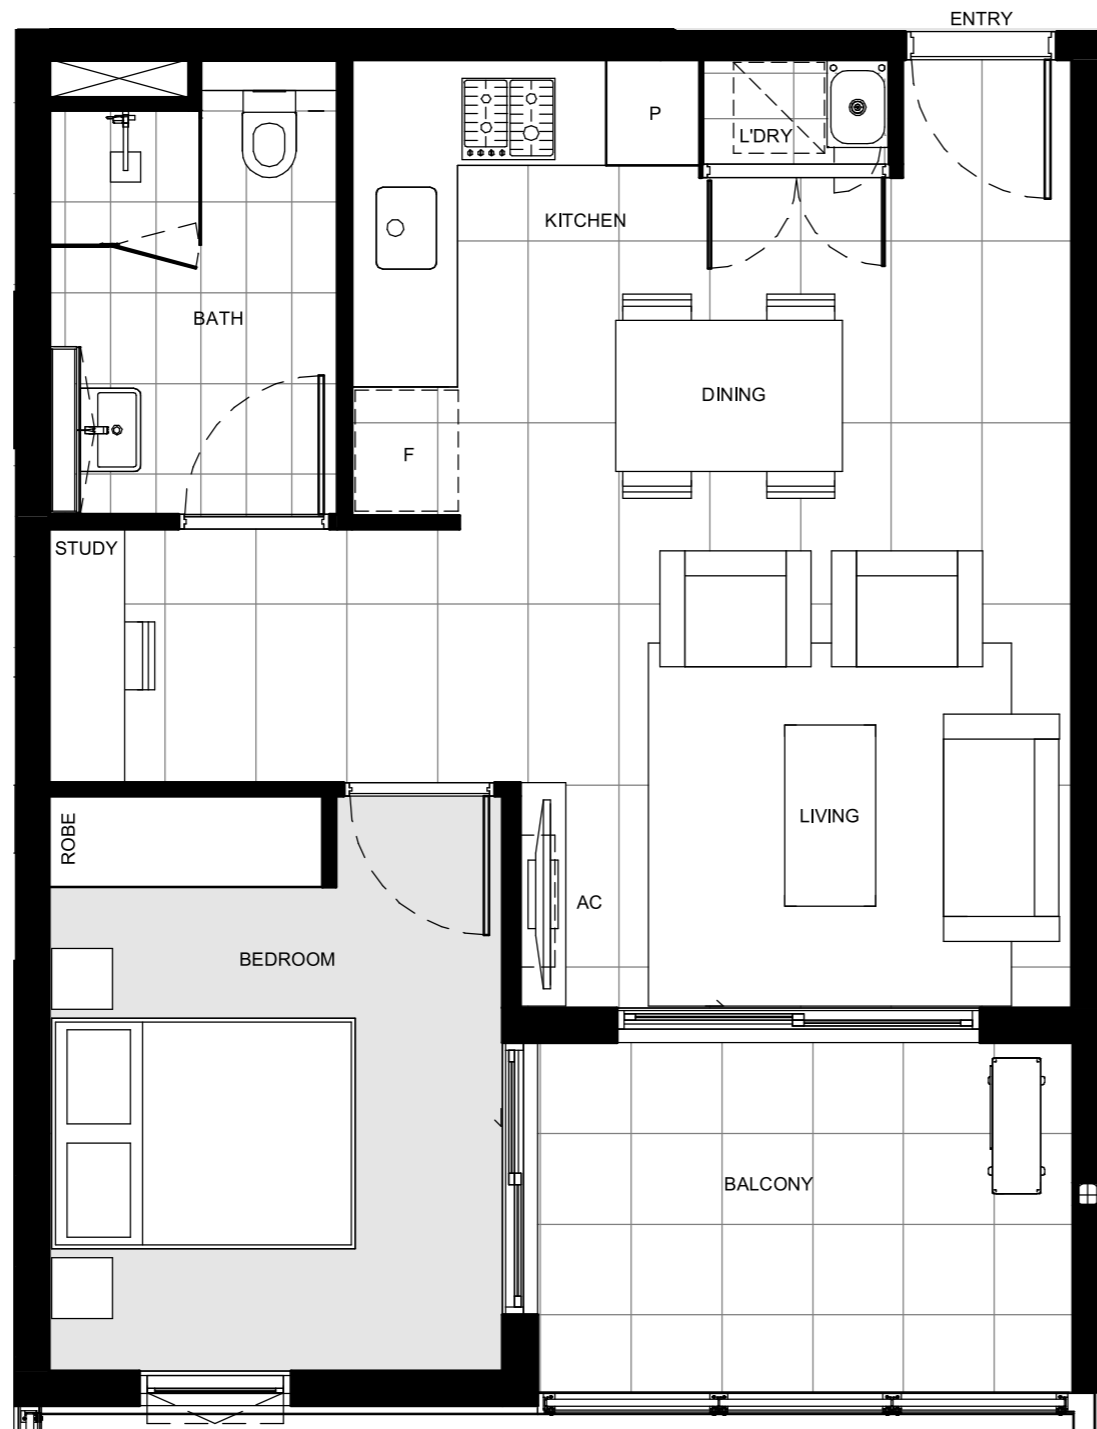 ENTRY
P
L'DRY
KITCHEN
BATH
DINING
F
STUDY
ROBE
LIVING
AC
BEDROOM
BALCONY